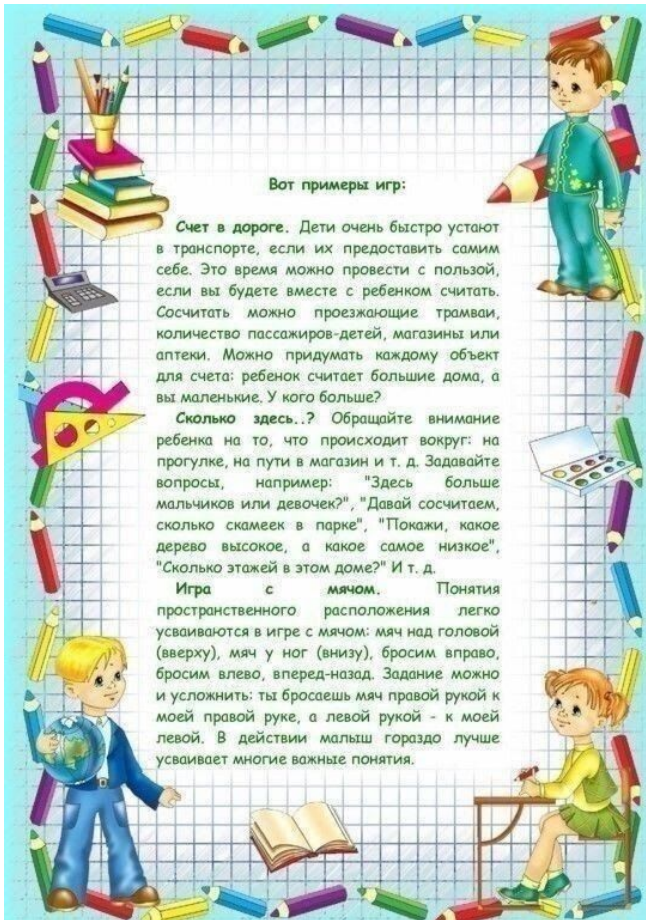 Вот примеры игр:
Счет в дороге. Дети очень быстро устают
в транспорте, если их предоставить самим
себе. Это время можно провести с пользой,
если вы будете вместе с ребенком считать.
Сосчитать можно проезжающие трамваи,
количество пассажиров-детей, магазины или
аптеки. Можно придумать каждому объект
для счета: ребенок считает большие дома, а
вы маленькие. У кого больше?
Сколько здесь..? Обращайте внимание
ребенка на то, что происходит вокруг: на
прогулке, на пути в магазин и т. д. Задавайте
вопросы, например: "Здесь больше
мальчиков или девочек?", "Давай сосчитаем,
сколько скамеек в парке", "Покажи, какое
дерево высокое, а какое самое низкое",
"Сколько этажей в этом доме?" И т. д.
Игра с мячом. Понятия
пространственного расположения легко
усваиваются в игре с мячом: мяч над головой
(вверху), мяч у ног (внизу), бросим вправо,
бросим влево, вперед-назад. Задание можно
и усложнить: ты бросаешь мяч правой рукой к
моей правой руке, а левой рукой - к моей
левой. В действии малыш гораздо лучше
усваивает многие важные понятия.